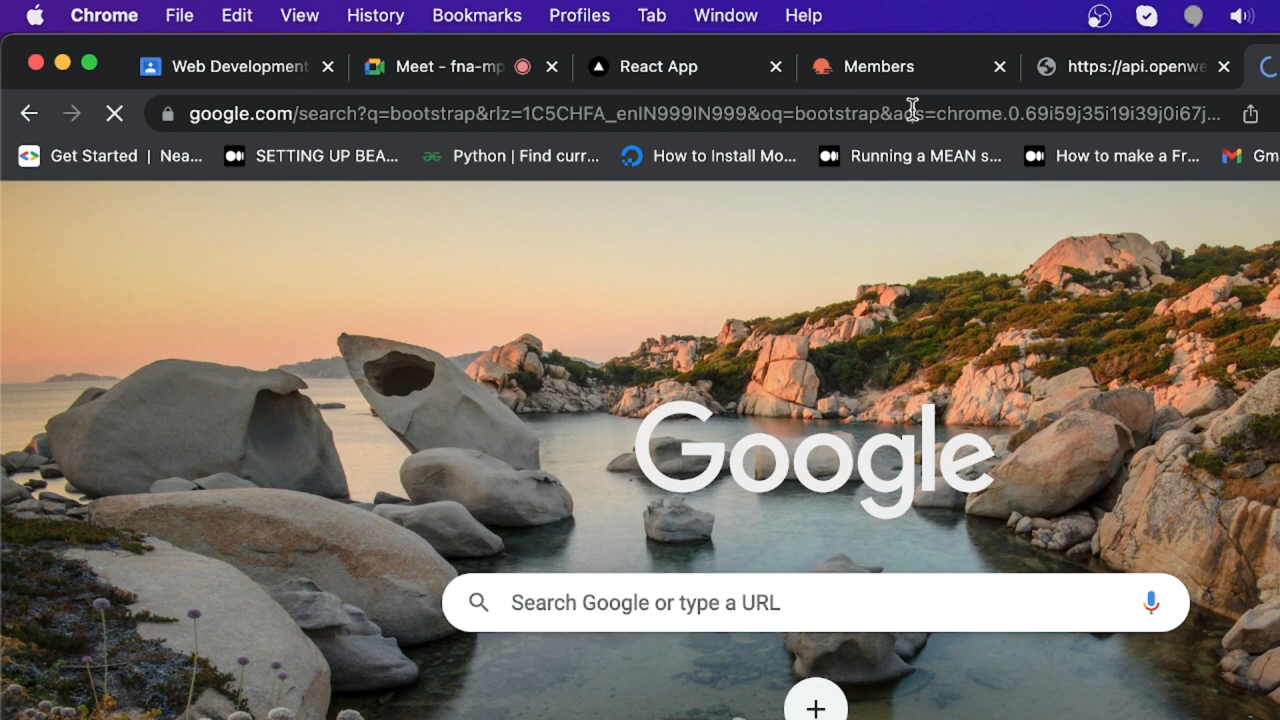 Chrome File Edit View History Bookmarks Profiles Tab Window Help
Web Development Meet - fna-mp React App Members https://api.openwe
google.com/search?q=bootstrap&rlz=1C5CHFA_enIN999IN999&oq=bootstrap&aqs=chrome.0.69i59j35i19i39j0i67j...
Get Started | Nea... SETTING UP BEA... Python | Find curr... How to Install Mo... Running a MEAN s... How to make a Fr... Gm
Google
Search Google or type a URL